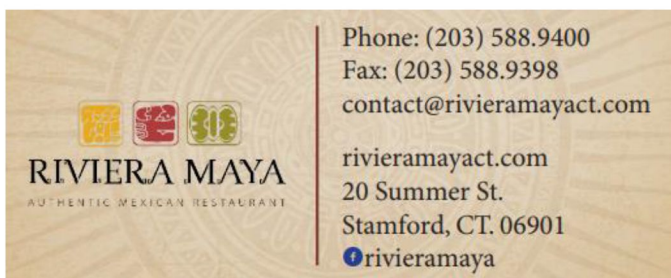 RIVIERA MAYA
AUTHENTIC MEXICAN RESTAURANT
Phone: (203) 588.9400
Fax: (203) 588.9398
contact@rivieramayact.com
rivieramayact.com
20 Summer St.
Stamford, CT. 06901
rivieramaya